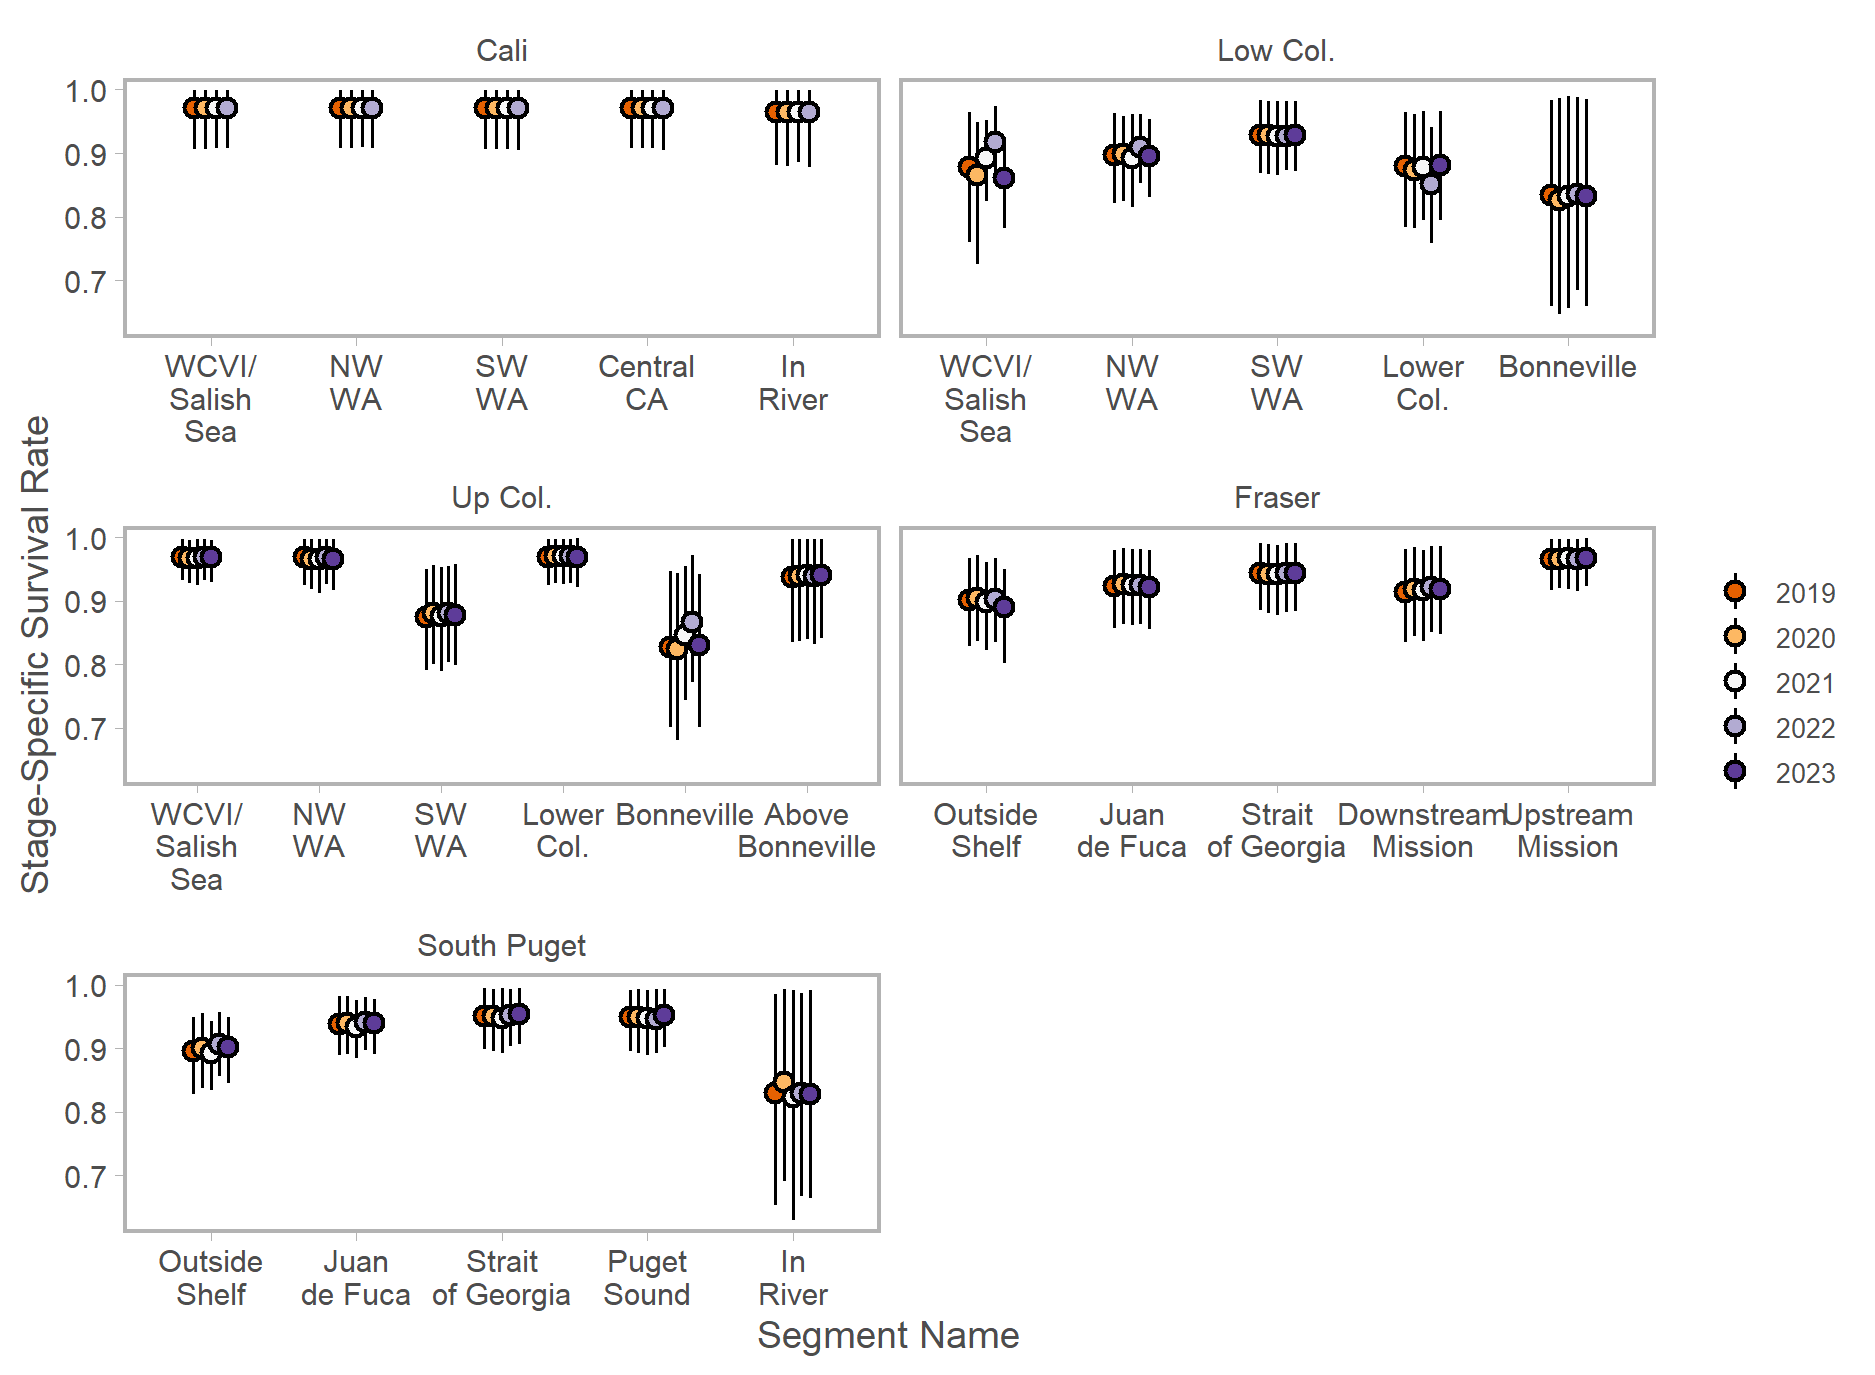 Cali
Low Col.
1.0
0.9
0.8
0.7
WCVI/ NW SW Central In
Salish WA WA CA River
Sea
WCVI/ NW SW Lower Bonneville
Salish WA WA Col.
Sea
Stage-Specific Survival Rate
Up Col.
Fraser
1.0
0.9
0.8
0.7
WCVI/ NW SW Lower Bonneville Above
Salish WA WA Col. Bonneville
Sea
Outside Juan Strait Downstream Upstream
Shelf de Fuca of Georgia Mission Mission
2019
2020
2021
2022
2023
South Puget
1.0
0.9
0.8
0.7
Outside Juan Strait Puget In
Shelf de Fuca of Georgia Sound River
Segment Name